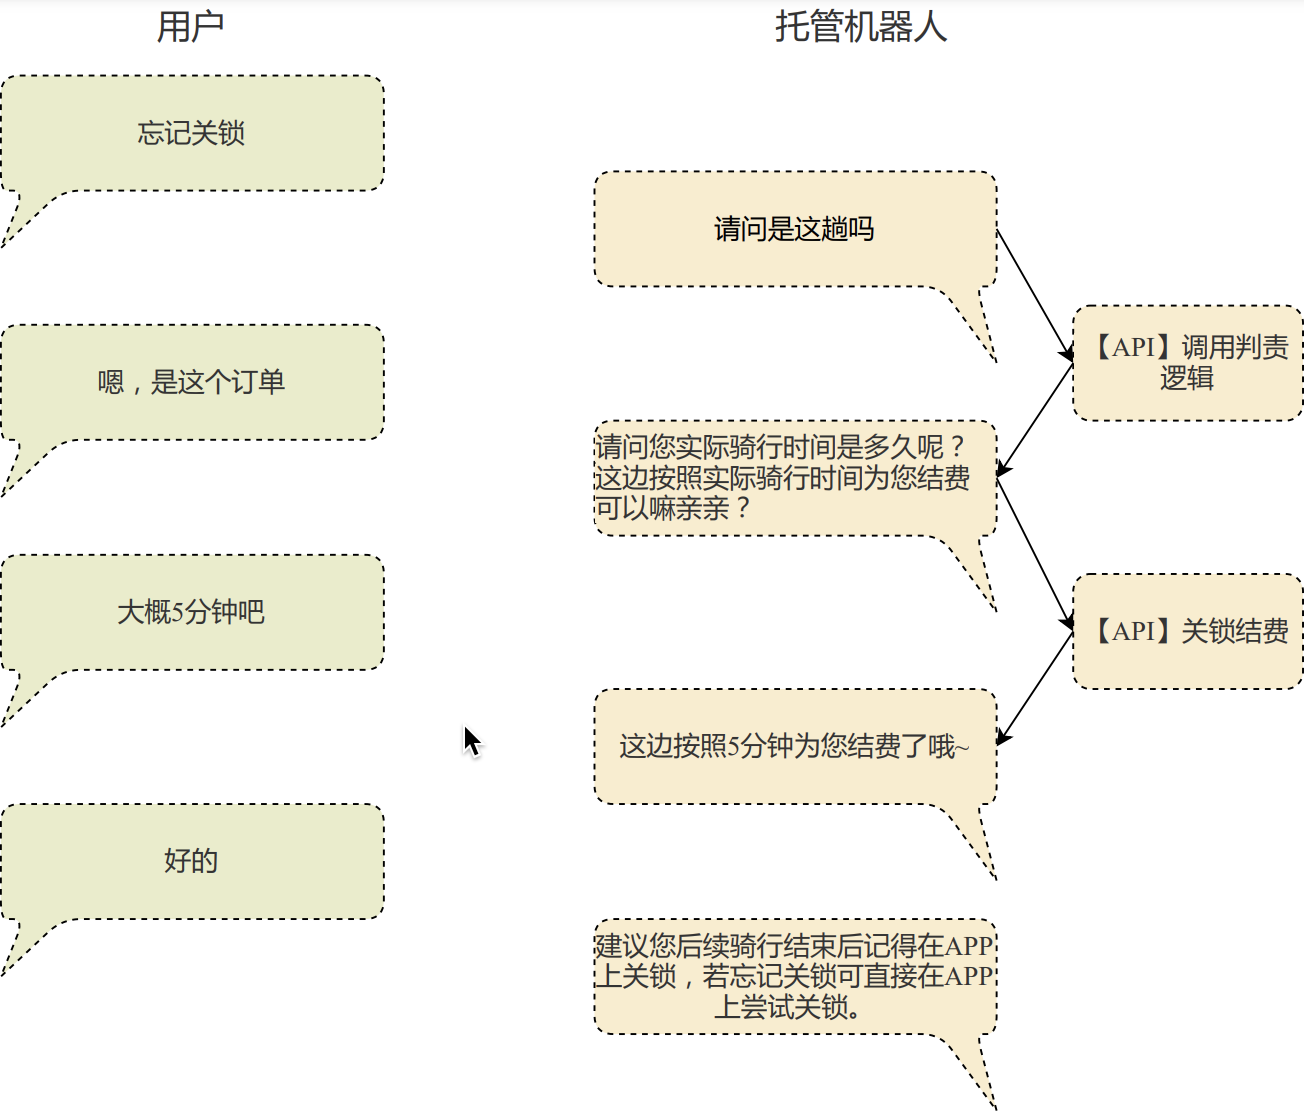 用户
托管机器人
忘记关锁
请问是这趟吗
【API】调用判责
逻辑
嗯，是这个订单
请问您实际骑行时间是多久呢？
这边按照实际骑行时间为您结费
可以嘛亲亲？
大概5分钟吧
【API】关锁结费
这边按照5分钟为您结费了哦~
好的
建议您后续骑行结束后记得在APP
上关锁，若忘记关锁可直接在APP
上尝试关锁。